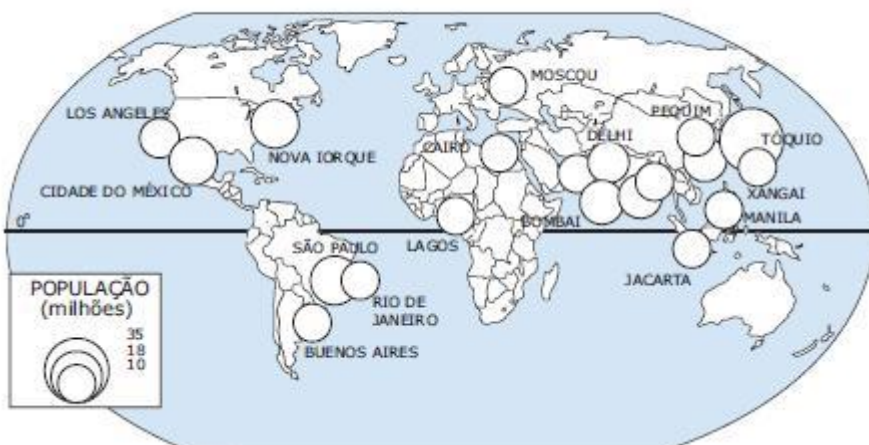 MOSCOU
LOS ANGELES
PEQUIM
DELHI
TÓQUIO
CAIRO
NOVA IORQUE
CIDADE DO MÉXICO
XANGAI
0°
BOMBAI
MANILA
LAGOS
SÃO PAULO
JACARTA
RIO DE
JANEIRO
BUENOS AIRES
POPULAÇÃO
(milhões)
35
18
10